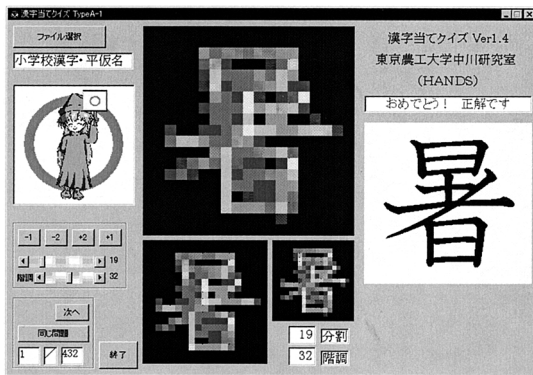 漢字当てクイズ TypeA-1
ファイル選択
小学校漢字・平仮名
-1 -2 +2 +1
19
階調 32
次へ
同じ問題
1 / 432
終了
19 分割
32 階調
漢字当てクイズ Ver1.4
東京農工大学中川研究室
(HANDS)
おめでとう! 正解です
暑